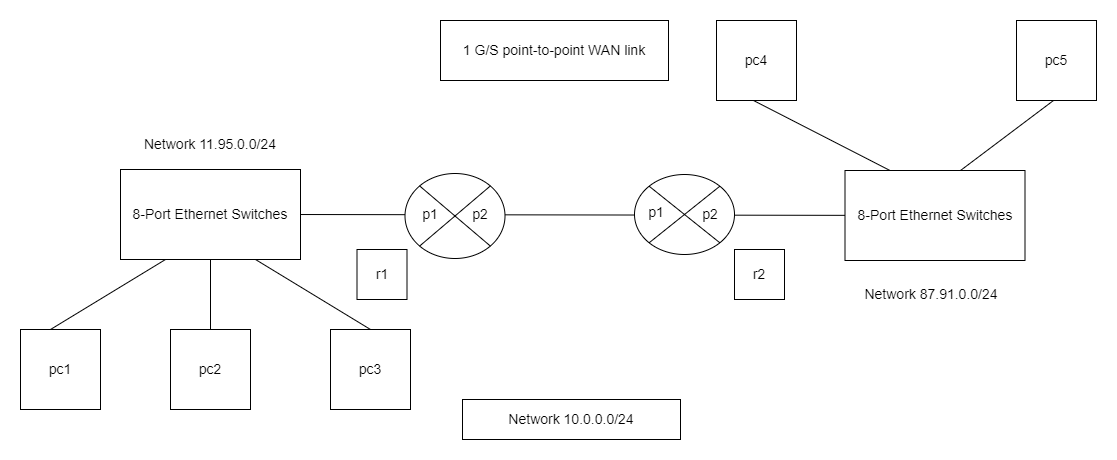 1 G/S point-to-point WAN link
pc4
pc5
Network 11.95.0.0/24
8-Port Ethernet Switches
p1
p2
p1
p2
8-Port Ethernet Switches
r1
r2
Network 87.91.0.0/24
pc1
pc2
pc3
Network 10.0.0.0/24